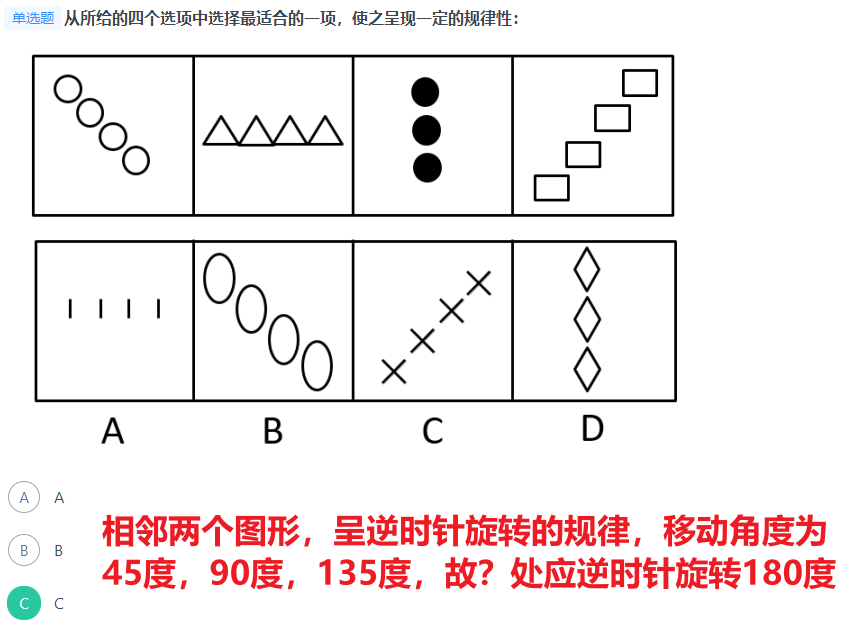 单选题 从所给的四个选项中选择最适合的一项，使之呈现一定的规律性：
A B C D
A A
B B
C C
相邻两个图形，呈逆时针旋转的规律，移动角度为
45度，90度，135度，故？处应逆时针旋转180度